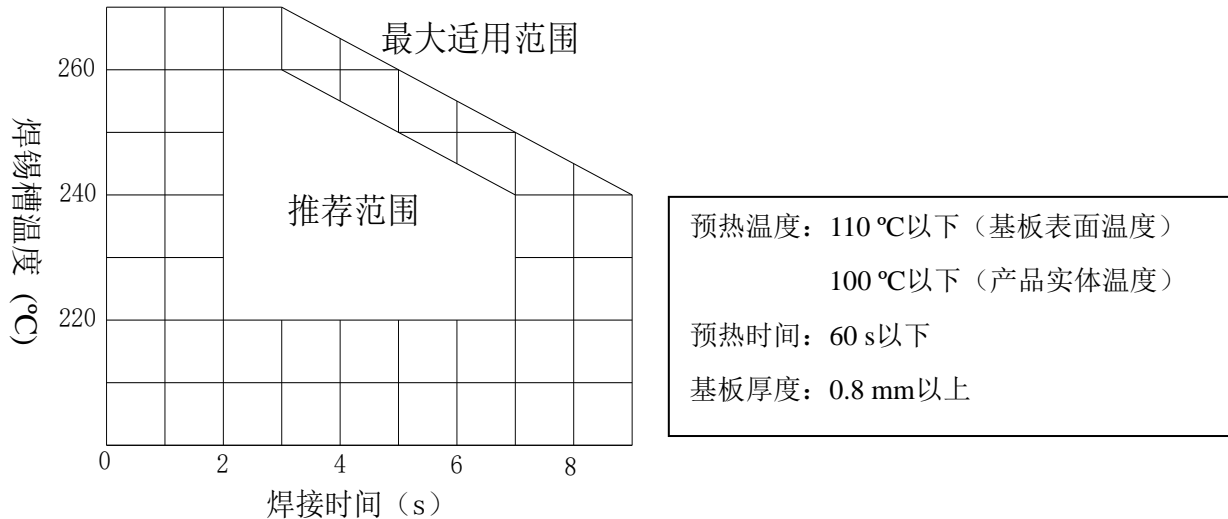 最大适用范围
260
240
220
推荐范围
焊锡槽温度 (ºC)
0 2 4 6 8
焊接时间（s）
预热温度：110 ºC以下（基板表面温度）
100 ºC以下（产品实体温度）
预热时间：60 s以下
基板厚度：0.8 mm以上